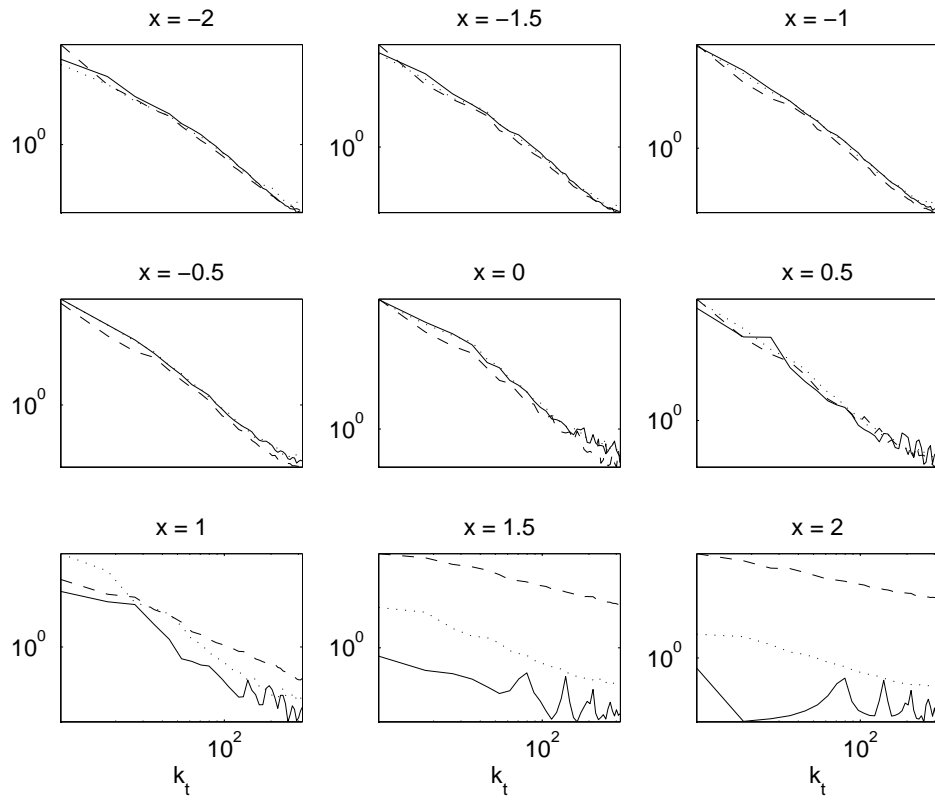 x = −2
x = −1.5
x = −1
10^0
10^0
10^0
x = −0.5
x = 0
x = 0.5
10^0
10^0
10^0
x = 1
x = 1.5
x = 2
10^0
10^0
10^0
10^2
10^2
10^2
k_t
k_t
k_t